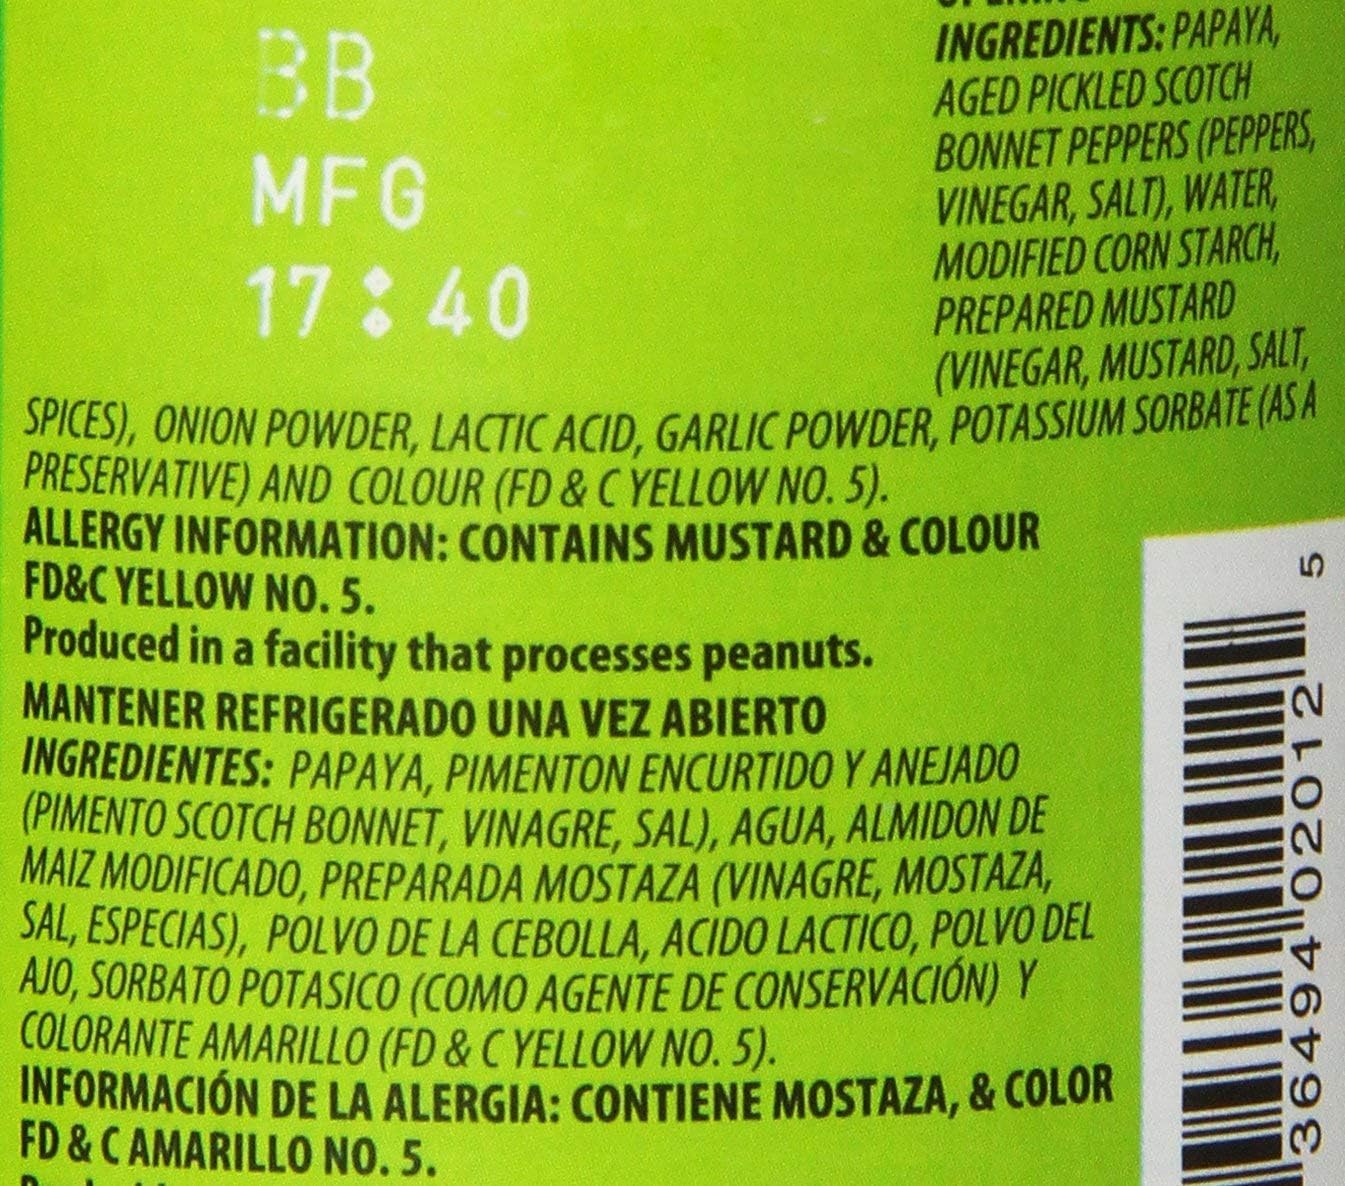 BB
MFG
17:40
INGREDIENTS: PAPAYA,
AGED PICKLED SCOTCH
BONNET PEPPERS (PEPPERS,
VINEGAR, SALT), WATER,
MODIFIED CORN STARCH,
PREPARED MUSTARD
(VINEGAR, MUSTARD, SALT,
SPICES), ONION POWDER, LACTIC ACID, GARLIC POWDER, POTASSIUM SORBATE (AS A
PRESERVATIVE) AND COLOUR (FD & C YELLOW NO. 5).
ALLERGY INFORMATION: CONTAINS MUSTARD & COLOUR
FD&C YELLOW NO. 5.
Produced in a facility that processes peanuts.
MANTENER REFRIGERADO UNA VEZ ABIERTO
INGREDIENTES: PAPAYA, PIMENTON ENCURTIDO Y ANEJADO
(PIMENTO SCOTCH BONNET, VINAGRE, SAL), AGUA, ALMIDON DE
MAIZ MODIFICADO, PREPARADA MOSTAZA (VINAGRE, MOSTAZA,
SAL, ESPECIAS), POLVO DE LA CEBOLLA, ACIDO LACTICO, POLVO DEL
AJO, SORBATO POTASICO (COMO AGENTE DE CONSERVACIÓN) Y
COLORANTE AMARILLO (FD & C YELLOW NO. 5).
INFORMACIÓN DE LA ALERGIA: CONTIENE MOSTAZA, & COLOR
FD & C AMARILLO NO. 5.
36494 02012 5